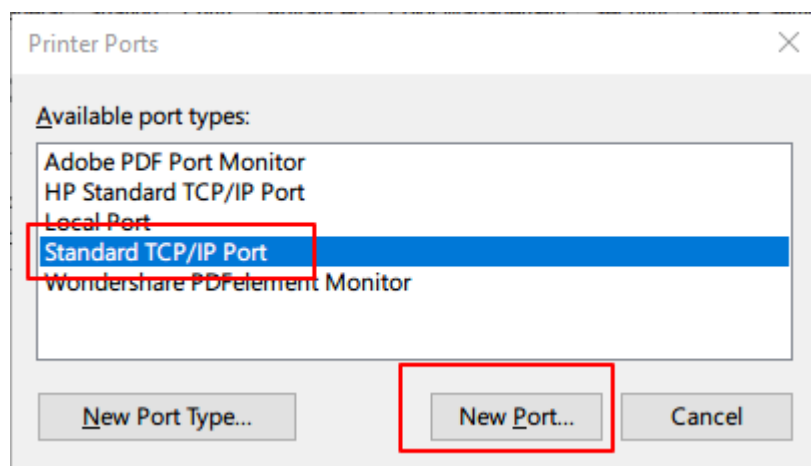 Printer Ports
Available port types:
Adobe PDF Port Monitor
HP Standard TCP/IP Port
Local Port
Standard TCP/IP Port
Wondershare PDFelement Monitor
New Port Type... New Port... Cancel